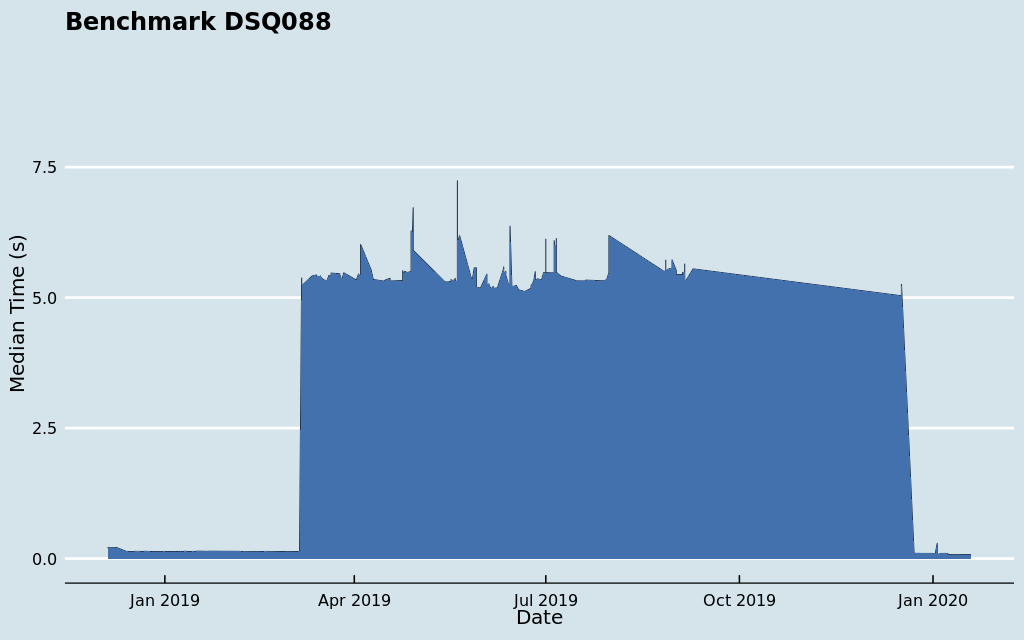 Benchmark DSQ088
Median Time (s)
7.5
5.0
2.5
0.0
Jan 2019
Apr 2019
Jul 2019
Oct 2019
Jan 2020
Date